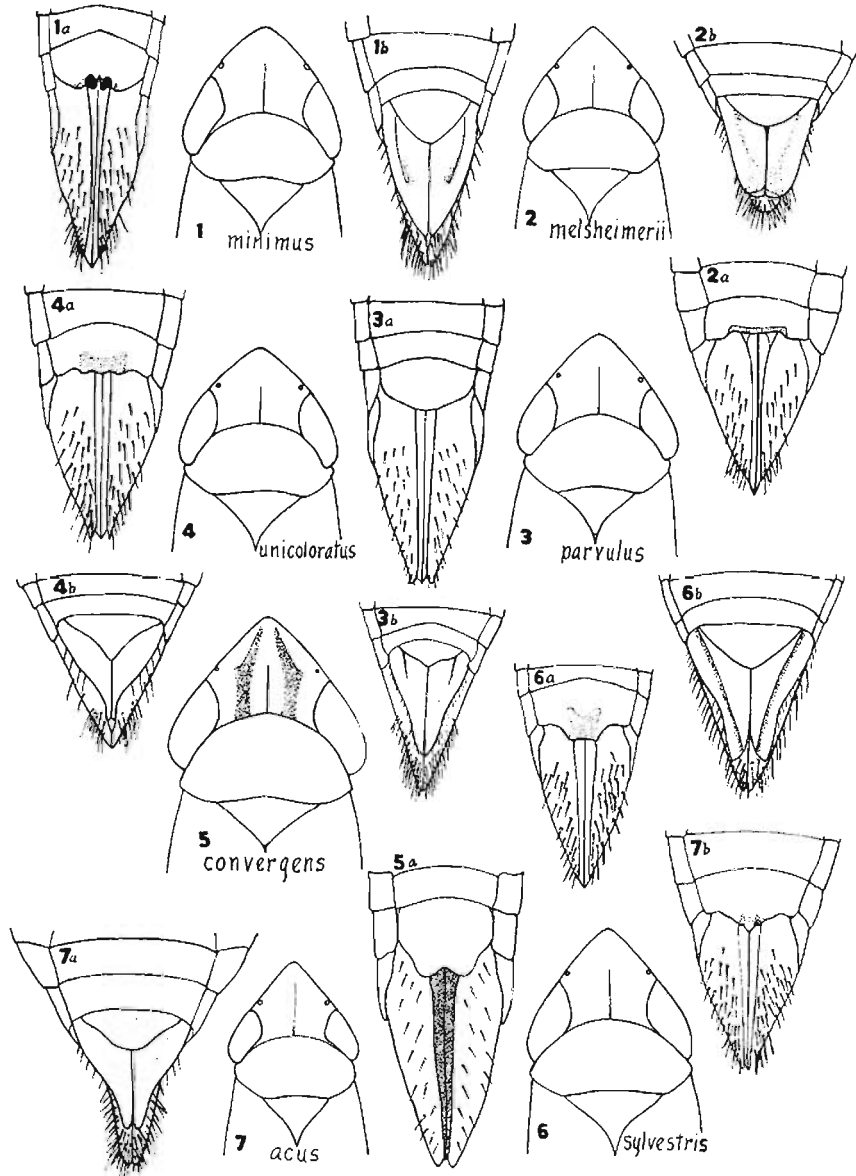 1a
1b
2b
1
minimus
2
melsheimerii
4a
3a
2a
4
unicoloratus
3
parvulus
4b
3b
6b
6a
5
convergens
5a
7b
7a
7
acus
6
sylvestris